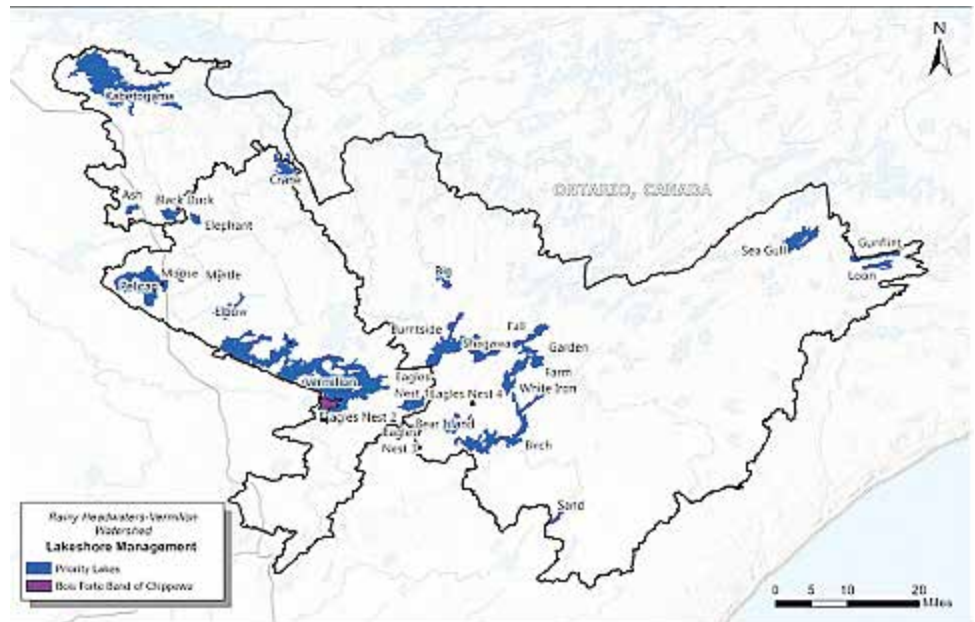 N
Kabetogama
Crane
ONTARIO, CANADA
Ash
Black Duck
Elephant
Sea Gull
Gunflint
Loon
Moose
Myrtle
Pelican
Big
Elbow
Burntside
Fall
Shagawa
Garden
Farm
Vermilion
Eagles
Nest 1
Eagles Nest 4
White Iron
Eagles Nest 2
Bear Island
Eagles
Nest 3
Birch
Sand
Rainy Headwaters-Vermilion
Watershed
Lakeshore Management
Priority Lakes
Bois Forte Band of Chippewa
0 5 10 20
Miles